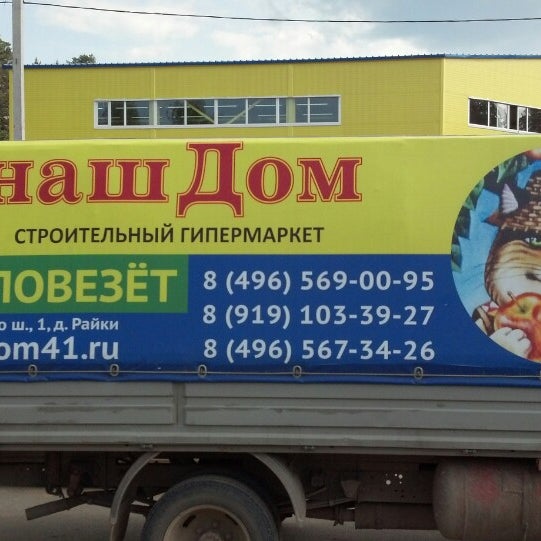 наш Дом
СТРОИТЕЛЬНЫЙ ГИПЕРМАРКЕТ
ПОВЕЗЁТ
8 (496) 569-00-95
8 (919) 103-39-27
о ш., 1, д. Райки
om41.ru
8 (496) 567-34-26